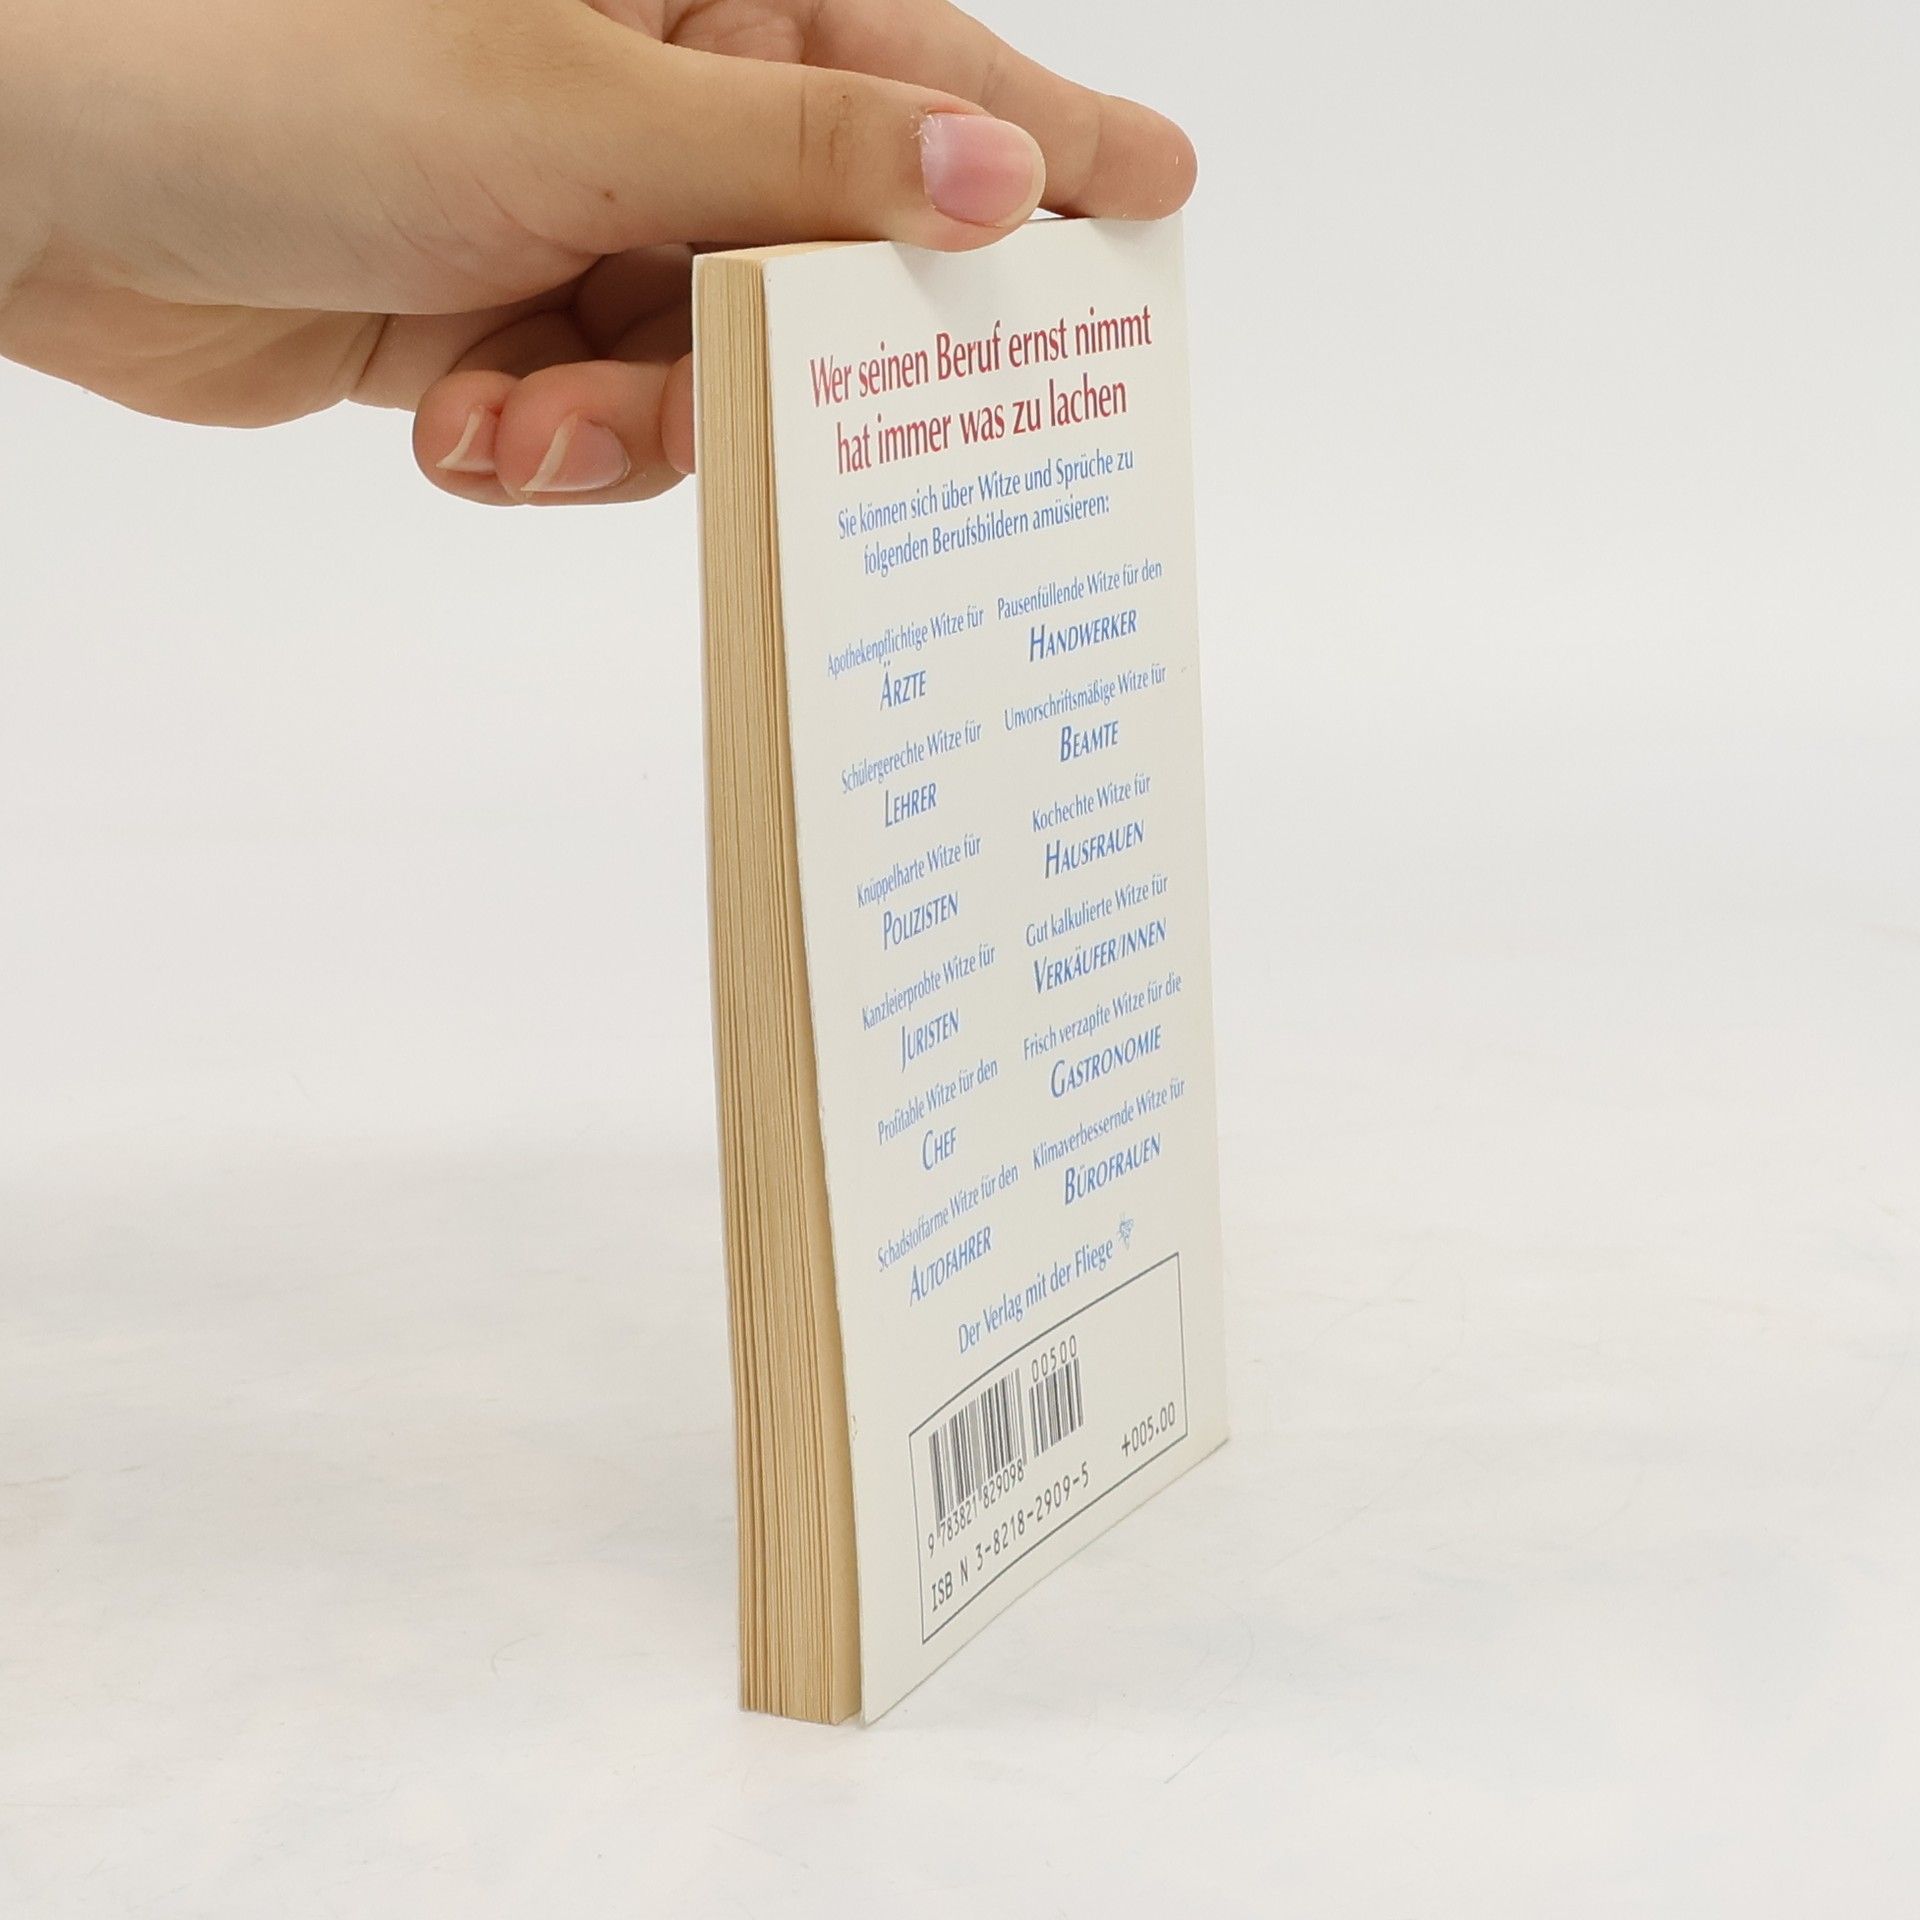 Wer seinen Beruf ernst nimmt
hat immer was zu lachen
Sie können sich über Witze und Sprüche zu
folgenden Berufsbildern amüsieren:
Apothekenpflichtige Witze für
ÄRZTE
Schülergerechte Witze für
LEHRER
Knüppelharte Witze für
POLIZISTEN
Kanzleierprobte Witze für
JURISTEN
Profitable Witze für den
CHEF
Schadstoffarme Witze für den
AUTOFAHRER
Pausenfüllende Witze für den
HANDWERKER
Unvorschriftsmäßige Witze für
BEAMTE
Kochechte Witze für
HAUSFRAUEN
Gut kalkulierte Witze für
VERKÄUFER/INNEN
Frisch verzapfte Witze für die
GASTRONOMIE
Klimaverbessernde Witze für
BÜROFRAUEN
Der Verlag mit der Fliege
00500
9 783821 829098
+005.00
ISBN 3-8218-2909-5